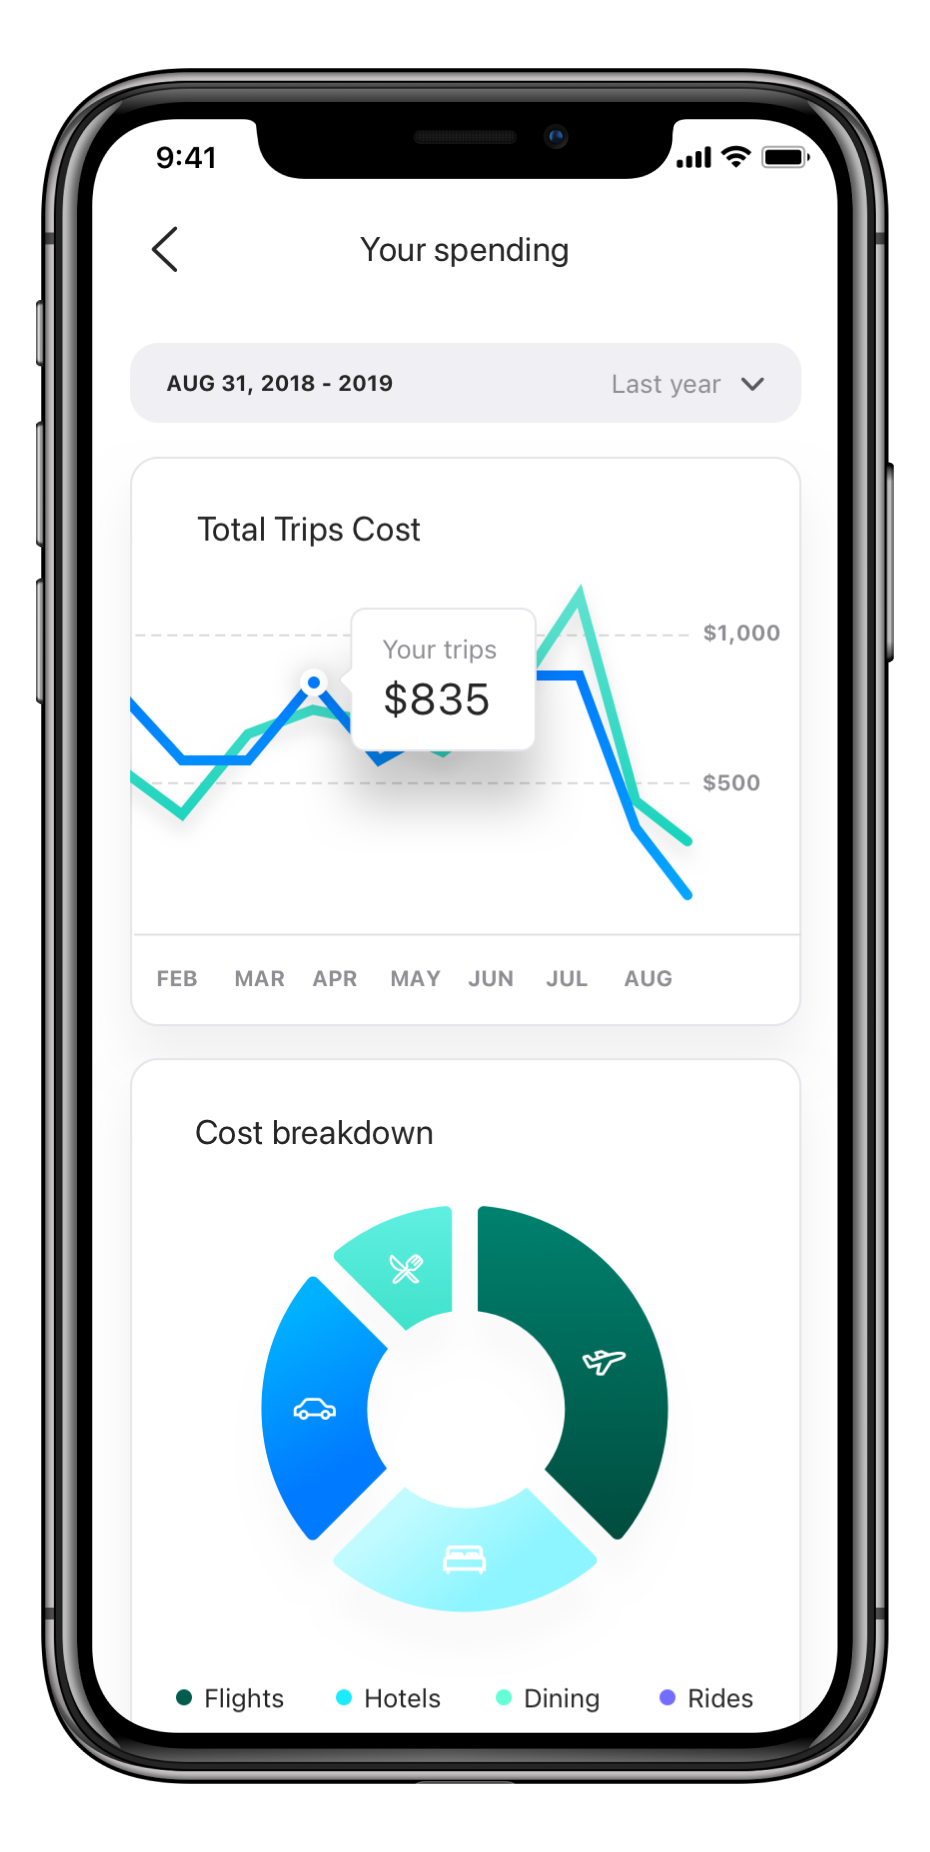 9:41
Your spending
AUG 31, 2018 - 2019 Last year
Total Trips Cost
$1,000
Your trips
$835
$500
FEB MAR APR MAY JUN JUL AUG
Cost breakdown
Flights Hotels Dining Rides